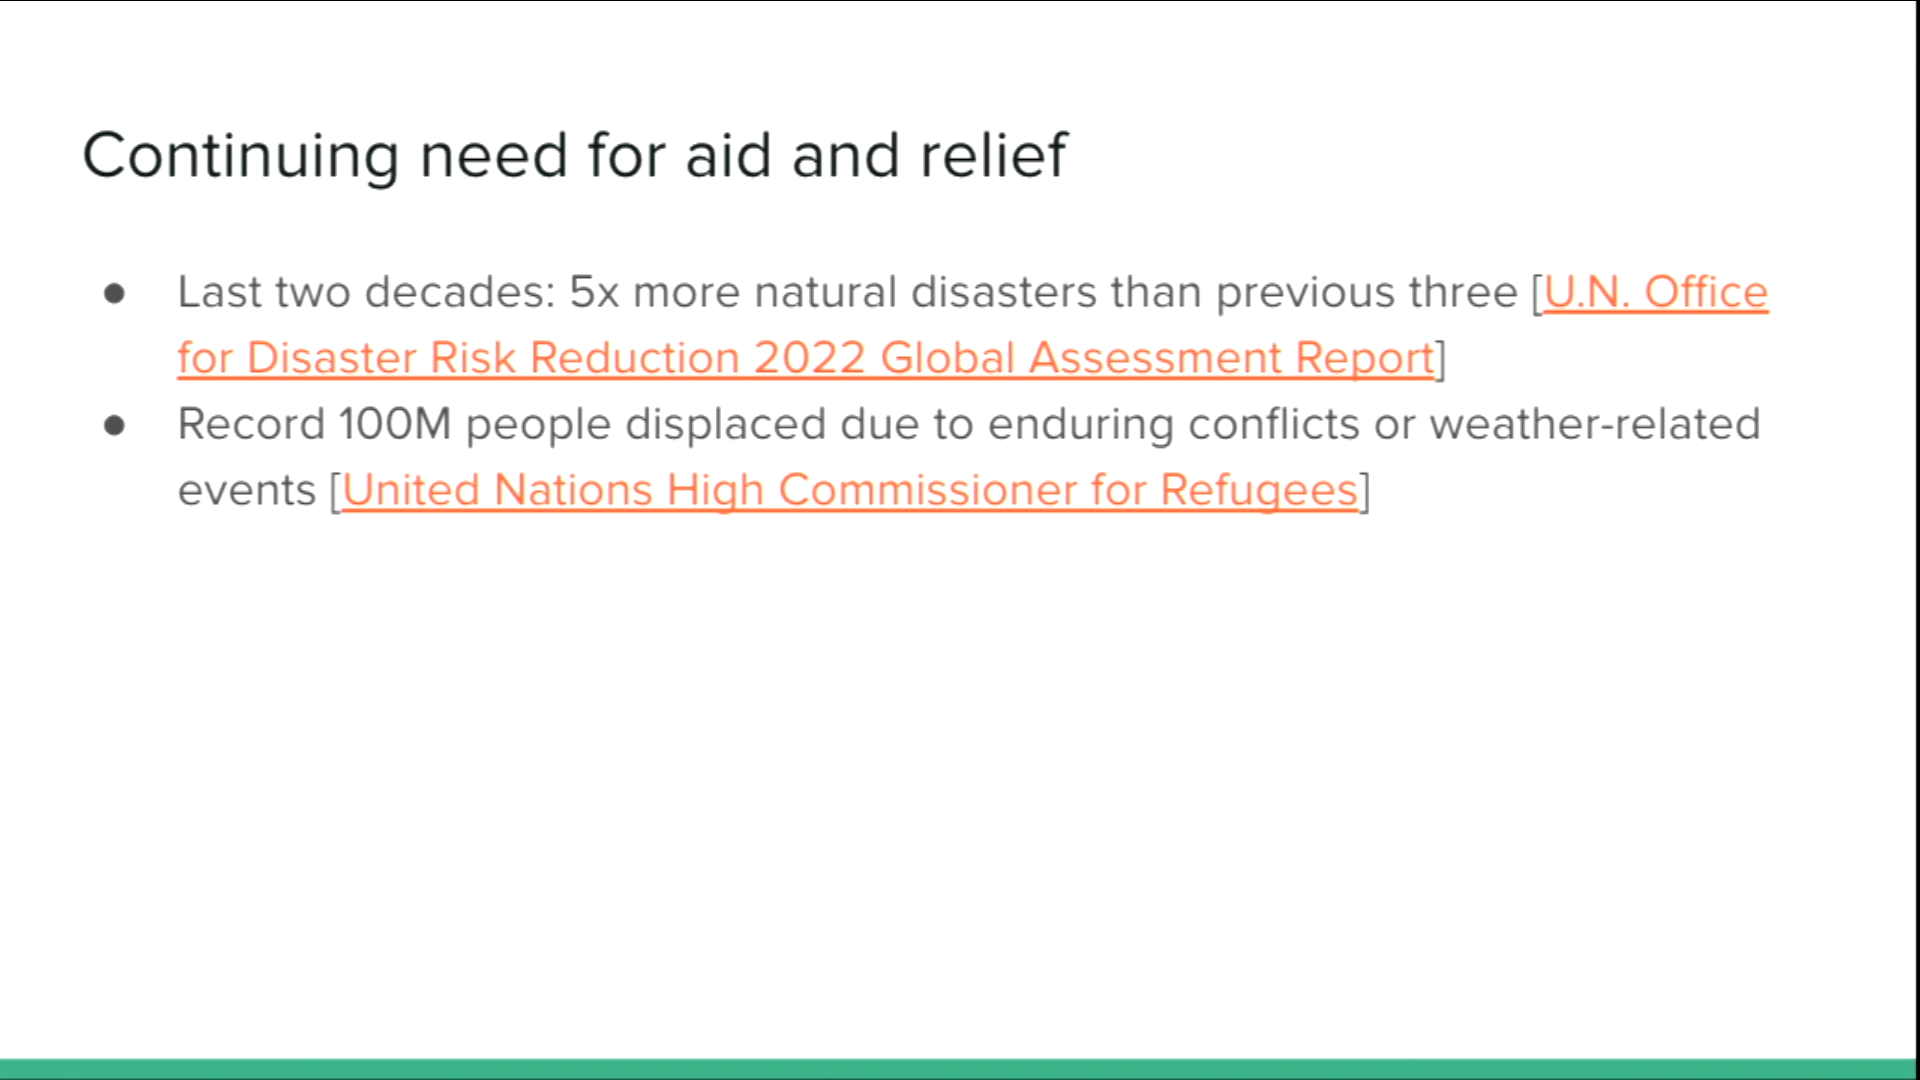 Continuing need for aid and relief
● Last two decades: 5x more natural disasters than previous three [U.N. Office
for Disaster Risk Reduction 2022 Global Assessment Report]
● Record 100M people displaced due to enduring conflicts or weather-related
events [United Nations High Commissioner for Refugees]